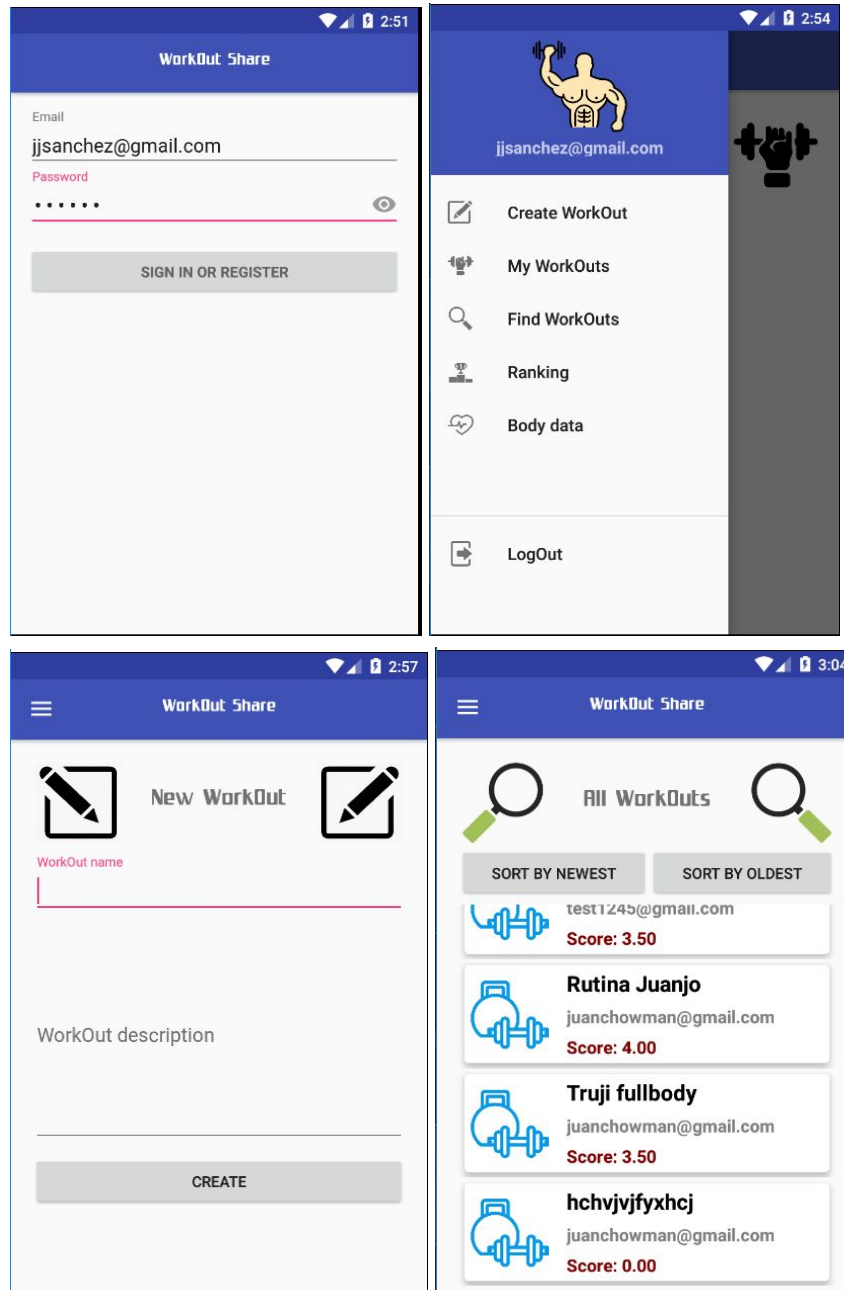 2:51
WorkOut Share
Email
jjsanchez@gmail.com
Password
••••••
SIGN IN OR REGISTER
2:54
jjsanchez@gmail.com
Create WorkOut
My WorkOuts
Find WorkOuts
Ranking
Body data
LogOut
2:57
WorkOut Share
New WorkOut
WorkOut name
WorkOut description
CREATE
3:04
WorkOut Share
All WorkOuts
SORT BY NEWEST
SORT BY OLDEST
test1245@gmail.com
Score: 3.50
Rutina Juanjo
juanchowman@gmail.com
Score: 4.00
Truji fullbody
juanchowman@gmail.com
Score: 3.50
hchvjvjfyxhcj
juanchowman@gmail.com
Score: 0.00